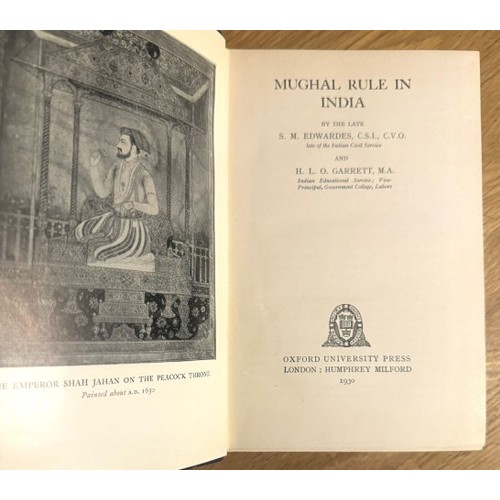 E EMPEROR SHAH JAHAN ON THE PEACOCK THRONE
Painted about A.D. 1650
MUGHAL RULE IN
INDIA
BY THE LATE
S. M. EDWARDES, C.S.I., C.V.O.
late of the Indian Civil Service
AND
H. L. O. GARRETT, M.A.
Indian Educational Service; Vice-
Principal, Government College, Lahore
OXFORD UNIVERSITY PRESS
LONDON : HUMPHREY MILFORD
1930